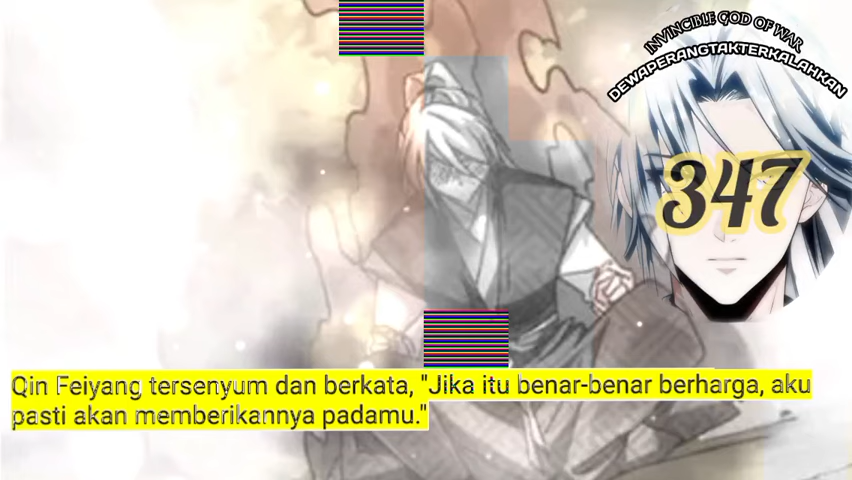 INVINCIBLE GOD OF WAR
DEWAPERANGTAKTERKALAHKAN
347
Qin Feiyang tersenyum dan berkata, "Jika itu benar-benar berharga, aku
pasti akan memberikannya padamu."